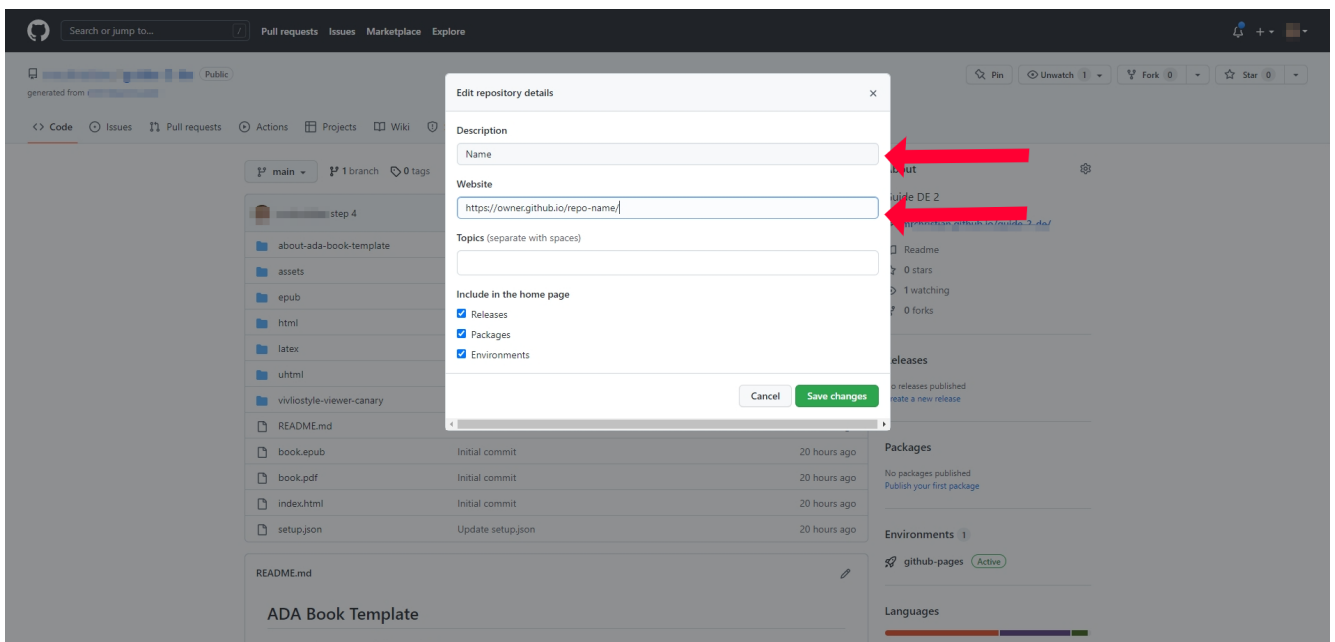 Search or jump to... /
Pull requests Issues Marketplace Explore
Public
generated from
Pin Unwatch 1 Fork 0 Star 0
Code Issues Pull requests Actions Projects Wiki
main 1 branch 0 tags
step 4
about-ada-book-template
assets
epub
html
latex
uhtml
vivliostyle-viewer-canary
README.md
book.epub Initial commit 20 hours ago
book.pdf Initial commit 20 hours ago
index.html Initial commit 20 hours ago
setup.json Update setup.json 20 hours ago
README.md
ADA Book Template
Edit repository details
Description
Name
Website
https://owner.github.io/repo-name/
Topics (separate with spaces)
Include in the home page
Releases
Packages
Environments
Cancel Save changes
DE 2
Readme
0 stars
1 watching
0 forks
releases published
Packages
No packages published
Publish your first package
Environments 1
github-pages Active
Languages